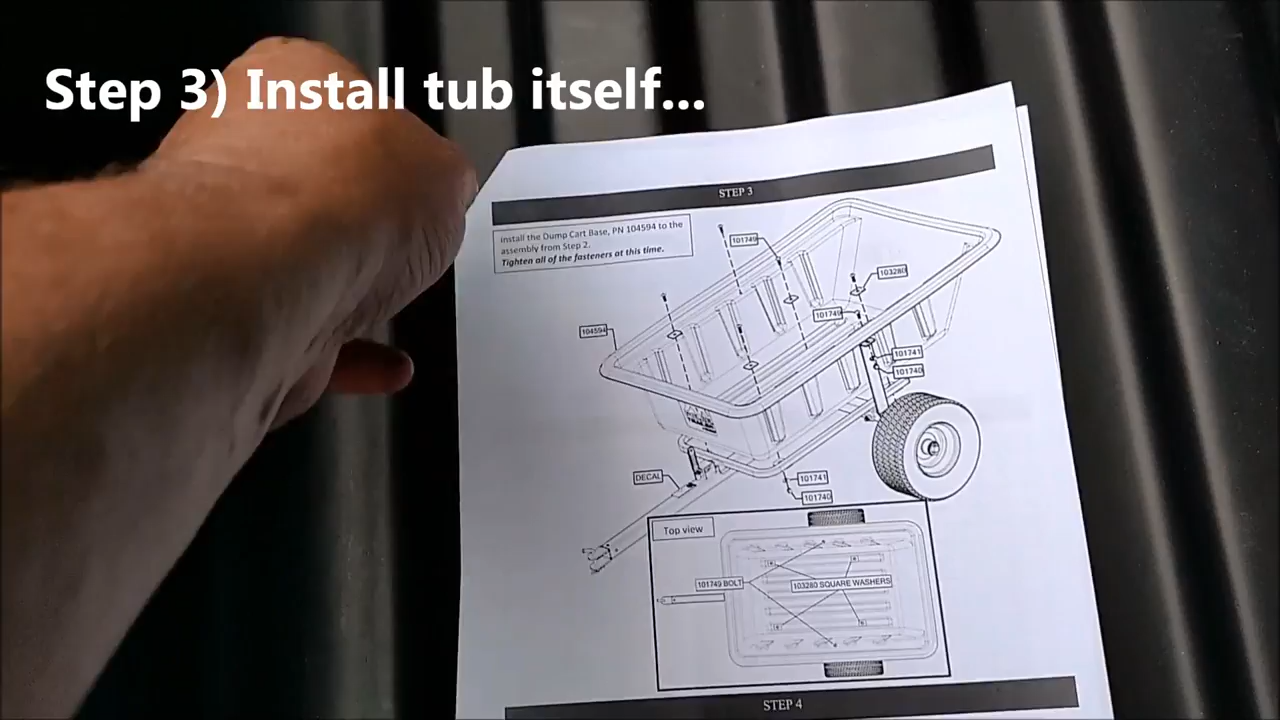 Step 3) Install tub itself...
STEP 3
Install the Dump Cart Base, PN 104594 to the
assembly from Step 2.
Tighten all of the fasteners at this time.
101749
103280
101749
104594
101741
101740
DECAL
101741
101740
Top view
101749 BOLT
103280 SQUARE WASHERS
STEP 4